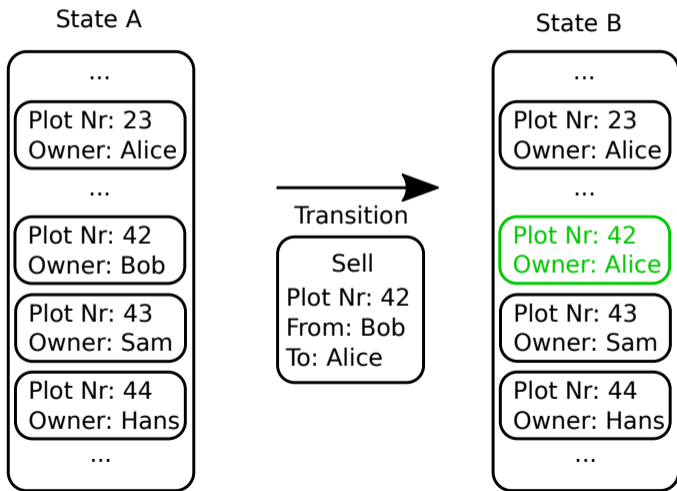 State A
...
Plot Nr: 23
Owner: Alice
...
Plot Nr: 42
Owner: Bob
Plot Nr: 43
Owner: Sam
Plot Nr: 44
Owner: Hans
...
Transition
Sell
Plot Nr: 42
From: Bob
To: Alice
State B
...
Plot Nr: 23
Owner: Alice
...
Plot Nr: 42
Owner: Alice
Plot Nr: 43
Owner: Sam
Plot Nr: 44
Owner: Hans
...